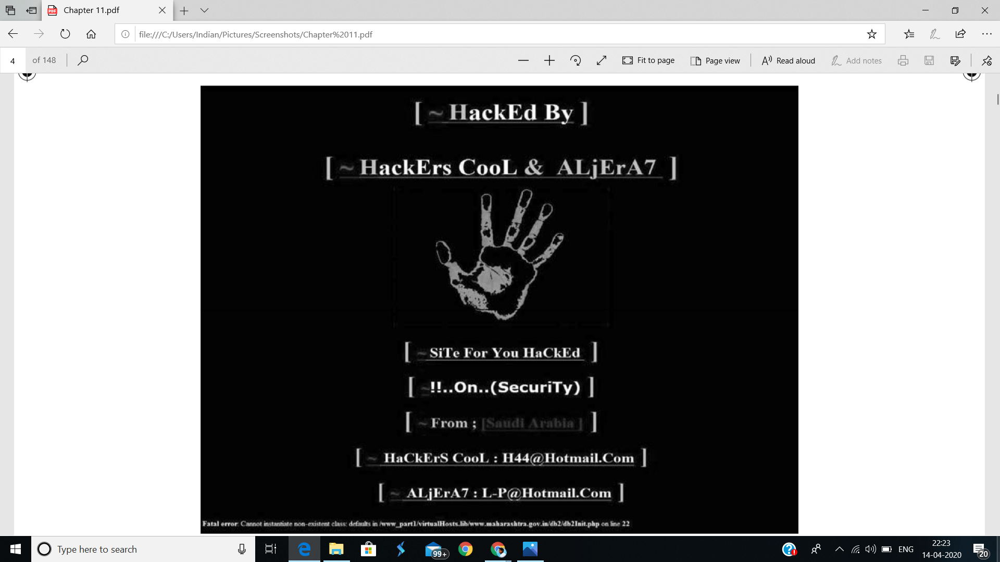 Chapter 11.pdf
file:///C:/Users/Indian/Pictures/Screenshots/Chapter%2011.pdf
4 of 148 Fit to page Page view Read aloud Add notes
[ ~ HackEd By ]
[ ~ HackErs CooL & ALjErA7 ]
[ ~ SiTe For You HaCkEd ]
[ ~!!..On..(SecuriTy) ]
[ ~ From ; [Saudi Arabia ] ]
[ ~ HaCkErS CooL : H44@Hotmail.Com ]
[ ~ ALjErA7 : L-P@Hotmail.Com ]
Fatal error: Cannot instantiate non-existent class: defaults in /www_part1/virtualHosts.lib/www.maharashtra.gov.in/db2/db2Init.php on line 22
Type here to search
99+
ENG
22:23
14-04-2020
20